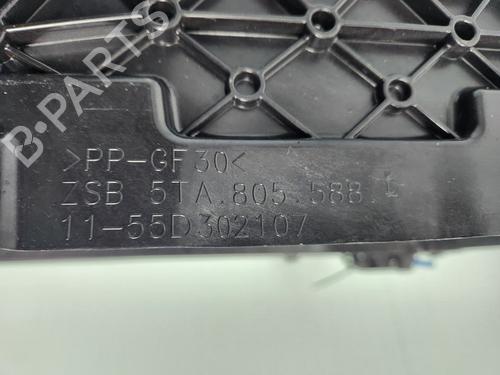 B-PARTS
>PP-GF30<
ZSB 5TA.805.588.L
11-55D302107